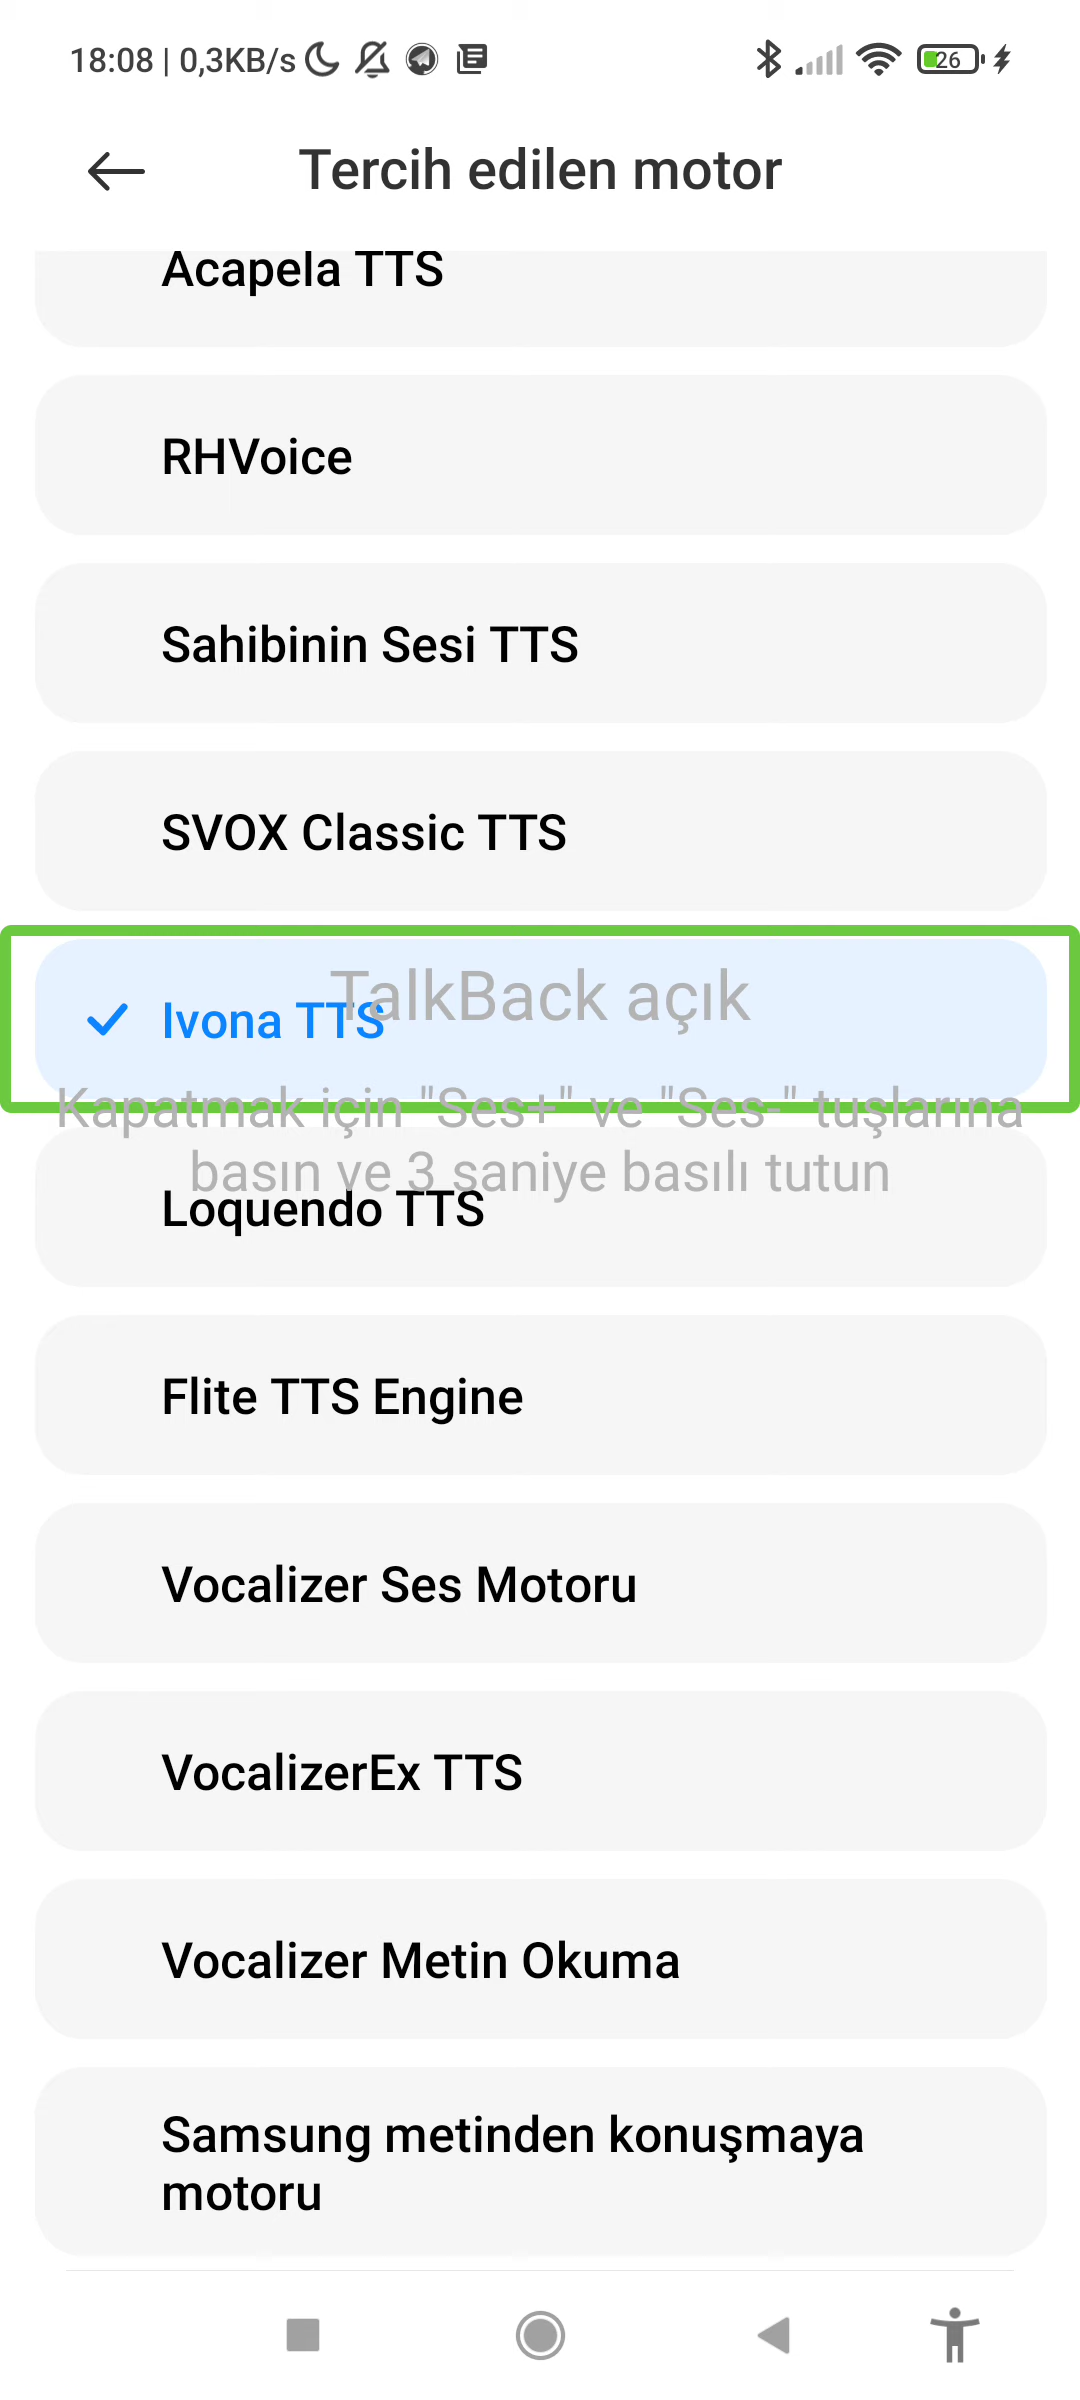 18:08 | 0,3KB/s
26
Tercih edilen motor
Acapela TTS
RHVoice
Sahibinin Sesi TTS
SVOX Classic TTS
TalkBack açık
Ivona TTS
Kapatmak için "Ses+" ve "Ses-" tuşlarına
basın ve 3 saniye basılı tutun
Loquendo TTS
Flite TTS Engine
Vocalizer Ses Motoru
VocalizerEx TTS
Vocalizer Metin Okuma
Samsung metinden konuşmaya
motoru